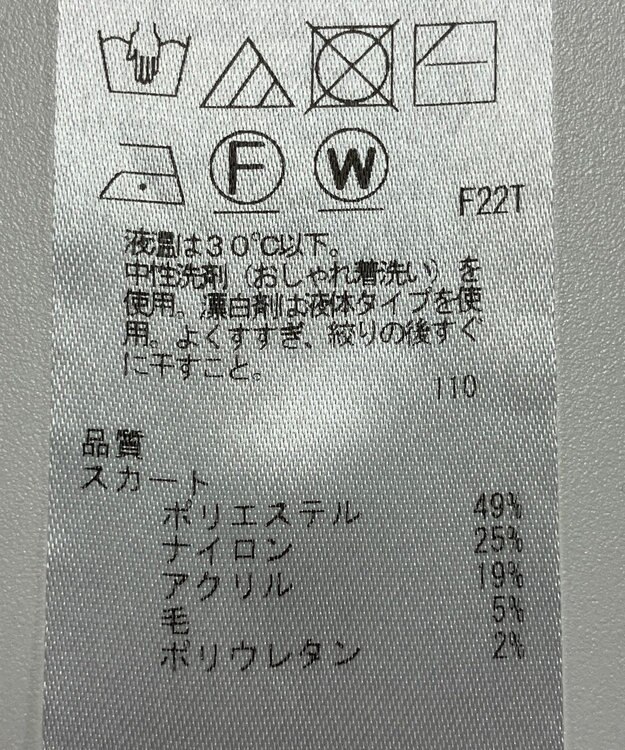 F
W
F22T
液温は30℃以下。
中性洗剤（おしゃれ着洗い）を
使用。漂白剤は液体タイプを使
用。よくすすぎ、絞りの後すぐ
に干すこと。
110
品質
スカート
ポリエステル 49%
ナイロン 25%
アクリル 19%
毛 5%
ポリウレタン 2%